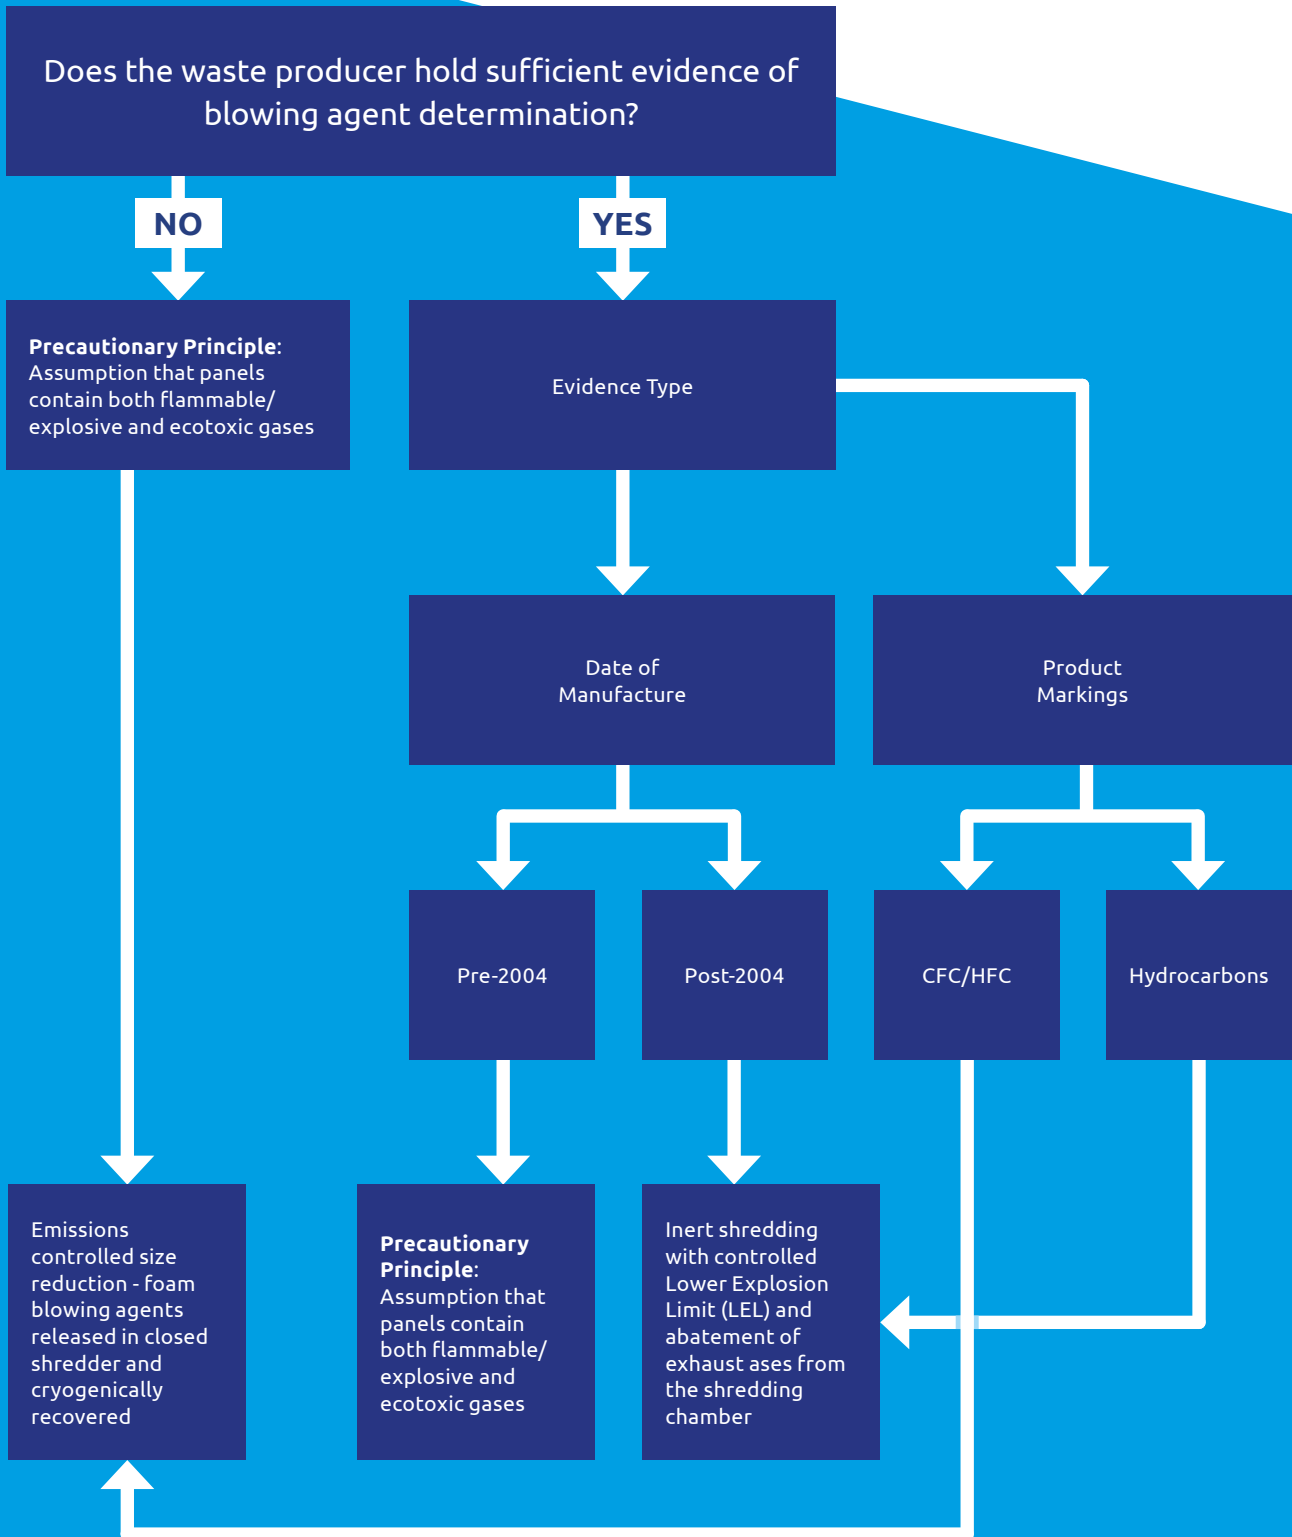 Does the waste producer hold sufficient evidence of
blowing agent determination?
NO
YES
Precautionary Principle:
Assumption that panels
contain both flammable/
explosive and ecotoxic gases
Evidence Type
Date of
Manufacture
Product
Markings
Pre-2004
Post-2004
CFC/HFC
Hydrocarbons
Emissions
controlled size
reduction - foam
blowing agents
released in closed
shredder and
cryogenically
recovered
Precautionary
Principle:
Assumption that
panels contain
both flammable/
explosive and
ecotoxic gases
Inert shredding
with controlled
Lower Explosion
Limit (LEL) and
abatement of
exhaust ases from
the shredding
chamber